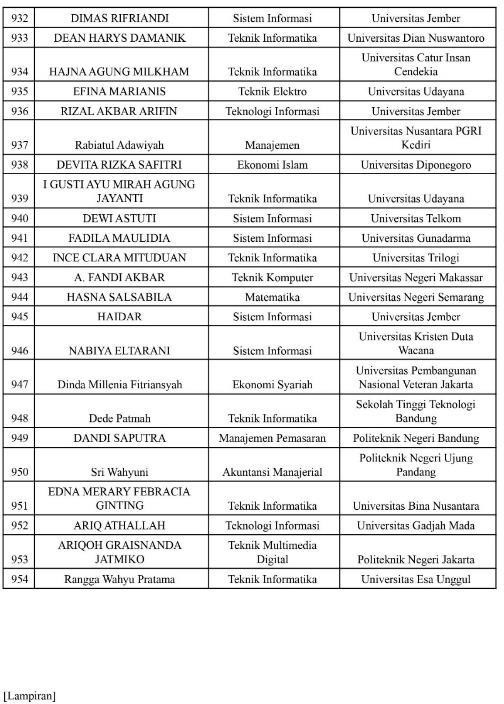 932 DIMAS RIFRIANDI Sistem Informasi Universitas Jember
933 DEAN HARYS DAMANIK Teknik Informatika Universitas Dian Nuswantoro
Universitas Catur Insan
934 HAJNA AGUNG MILKHAM Teknik Informatika Cendekia
935 EFINA MARIANIS Teknik Elektro Universitas Udayana
936 RIZAL AKBAR ARIFIN Teknologi Informasi Universitas Jember
Universitas Nusantara PGRI
937 Rabiatul Adawiyah Manajemen Kediri
938 DEVITA RIZKA SAFITRI Ekonomi Islam Universitas Diponegoro
I GUSTI AYU MIRAH AGUNG
939 JAYANTI Teknik Informatika Universitas Udayana
940 DEWI ASTUTI Sistem Informasi Universitas Telkom
941 FADILA MAULIDIA Sistem Informasi Universitas Gunadarma
942 INCE CLARA MITUDUAN Teknik Informatika Universitas Trilogi
943 A. FANDI AKBAR Teknik Komputer Universitas Negeri Makassar
944 HASNA SALSABILA Matematika Universitas Negeri Semarang
945 HAIDAR Sistem Informasi Universitas Jember
Universitas Kristen Duta
946 NABIYA ELTARANI Sistem Informasi Wacana
Universitas Pembangunan
947 Dinda Millenia Fitriansyah Ekonomi Syariah Nasional Veteran Jakarta
Sekolah Tinggi Teknologi
948 Dede Patmah Teknik Informatika Bandung
949 DANDI SAPUTRA Manajemen Pemasaran Politeknik Negeri Bandung
Politeknik Negeri Ujung
950 Sri Wahyuni Akuntansi Manajerial Pandang
EDNA MERARY FEBRACIA
951 GINTING Teknik Informatika Universitas Bina Nusantara
952 ARIQ ATHALLAH Teknologi Informasi Universitas Gadjah Mada
ARIQOH GRAISNANDA Teknik Multimedia
953 JATMIKO Digital Politeknik Negeri Jakarta
954 Rangga Wahyu Pratama Teknik Informatika Universitas Esa Unggul
[Lampiran]